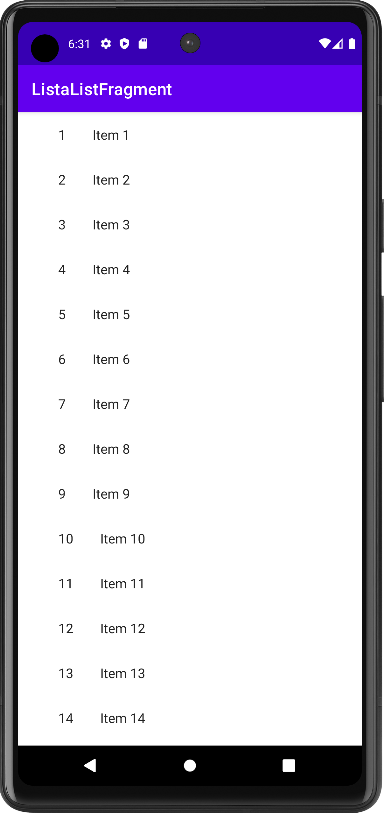 6:31
ListaListFragment
1 Item 1
2 Item 2
3 Item 3
4 Item 4
5 Item 5
6 Item 6
7 Item 7
8 Item 8
9 Item 9
10 Item 10
11 Item 11
12 Item 12
13 Item 13
14 Item 14